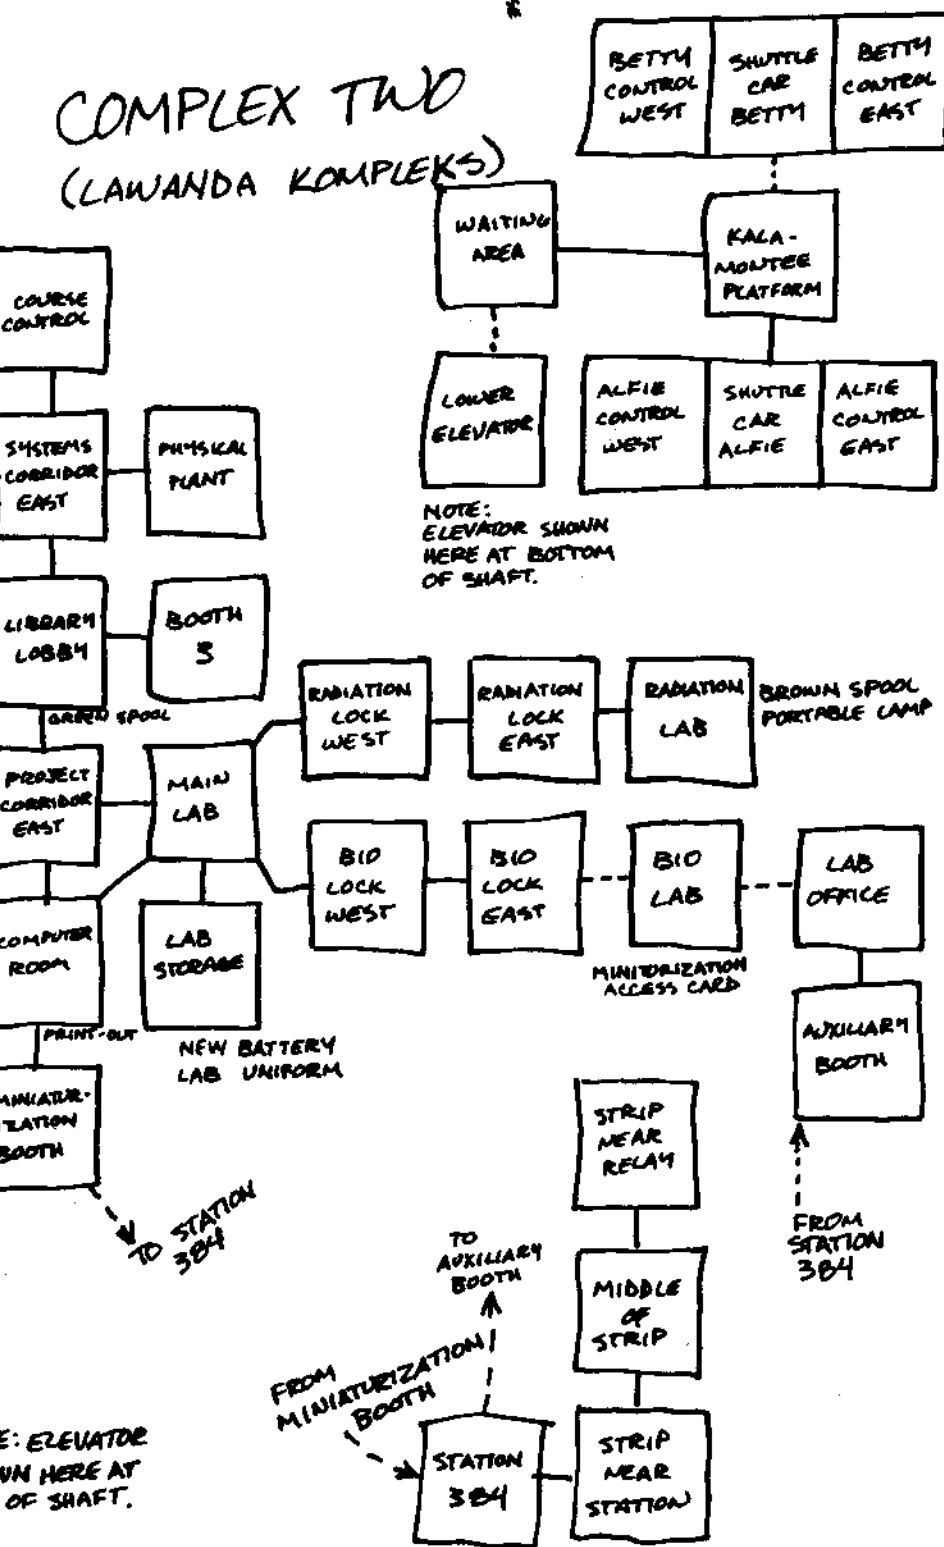 COMPLEX TWO
(LAWANDA KOMPLEKS)
BETTY
CONTROL
WEST
SHUTTLE
CAR
BETTY
BETTY
CONTROL
EAST
WAITING
AREA
KALA-
MONTEE
PLATFORM
LOWER
ELEVATOR
ALFIE
CONTROL
WEST
SHUTTLE
CAR
ALFIE
ALFIE
CONTROL
EAST
NOTE:
ELEVATOR SHOWN
HERE AT BOTTOM
OF SHAFT.
COURSE
CONTROL
SYSTEMS
CORRIDOR
EAST
PHYSICAL
PLANT
LIBRARY
LOBBY
BOOTH
3
GREEN SPOOL
RADIATION
LOCK
WEST
RADIATION
LOCK
EAST
RADIATION
LAB
BROWN SPOOL
PORTABLE LAMP
PROJECT
CORRIDOR
EAST
MAIN
LAB
BIO
LOCK
WEST
BIO
LOCK
EAST
BIO
LAB
LAB
OFFICE
MINITORIZATION
ACCESS CARD
COMPUTER
ROOM
LAB
STORAGE
PRINT-OUT
NEW BATTERY
LAB UNIFORM
AUXILLARY
BOOTH
MINIATUR-
IZATION
BOOTH
TO STATION
384
FROM
STATION
384
STRIP
NEAR
RELAY
MIDDLE
OF
STRIP
TO
AUXILLARY
BOOTH
FROM
MINIATURIZATION
BOOTH
STATION
384
STRIP
NEAR
STATION
E: ELEVATOR
WN HERE AT
OF SHAFT.